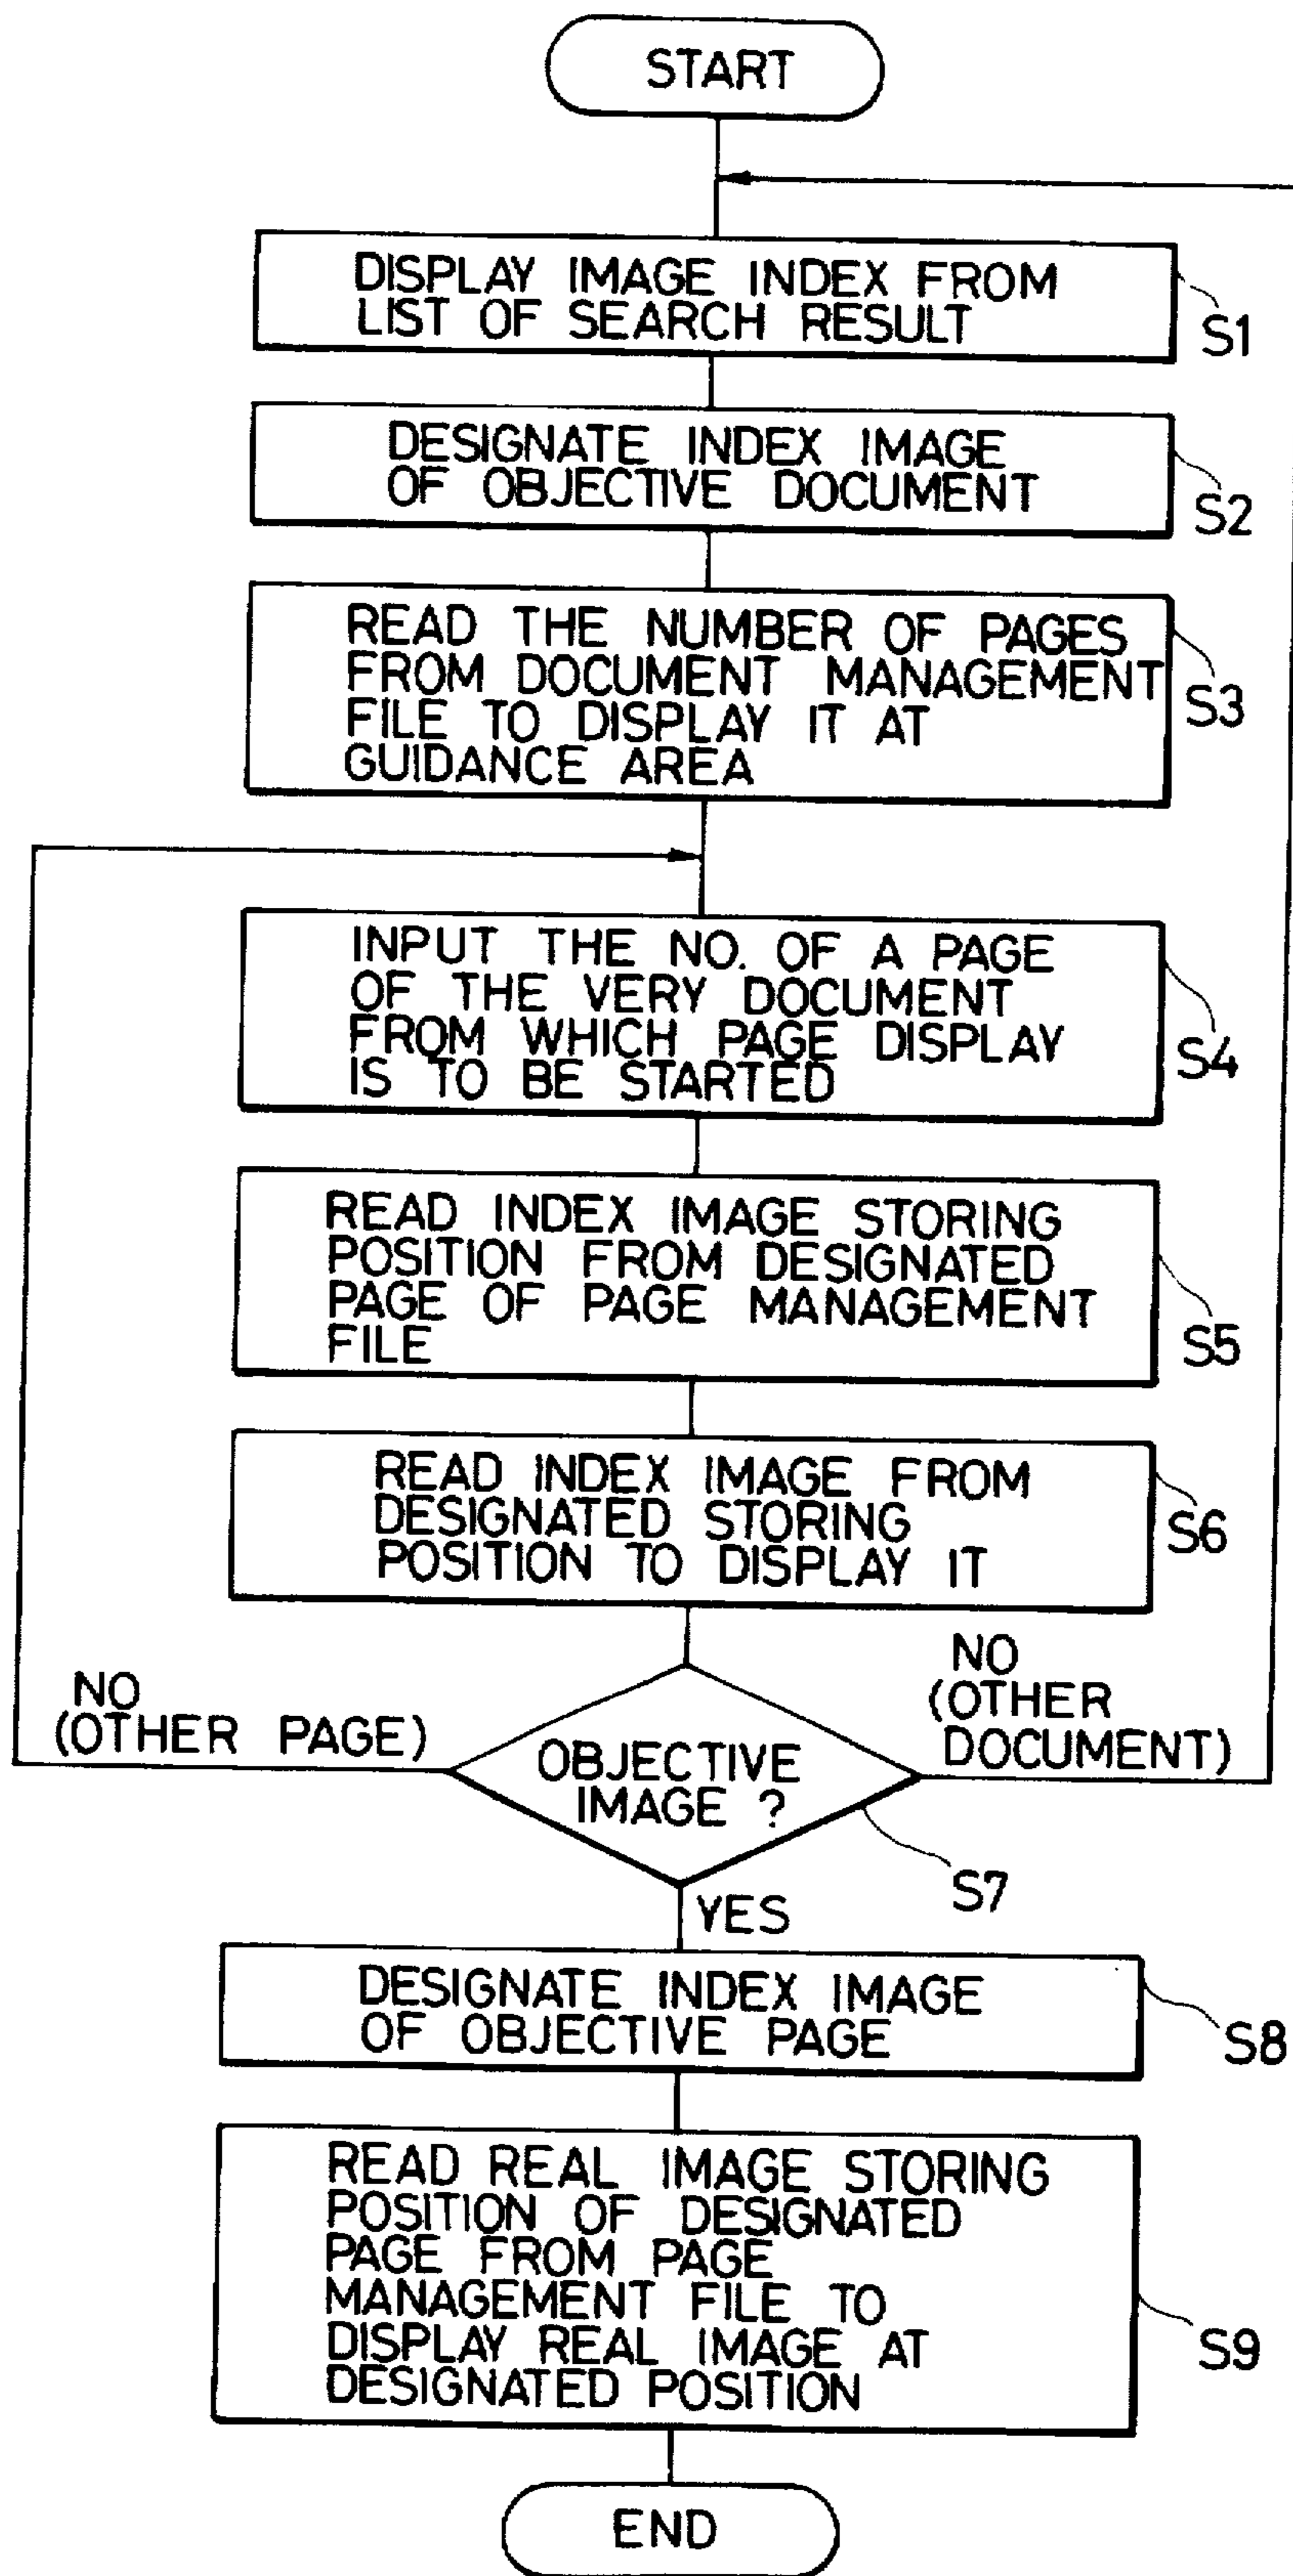 START
DISPLAY IMAGE INDEX FROM
LIST OF SEARCH RESULT
S1
DESIGNATE INDEX IMAGE
OF OBJECTIVE DOCUMENT
S2
READ THE NUMBER OF PAGES
FROM DOCUMENT MANAGEMENT
FILE TO DISPLAY IT AT
GUIDANCE AREA
S3
INPUT THE NO. OF A PAGE
OF THE VERY DOCUMENT
FROM WHICH PAGE DISPLAY
IS TO BE STARTED
S4
READ INDEX IMAGE STORING
POSITION FROM DESIGNATED
PAGE OF PAGE MANAGEMENT
FILE
S5
READ INDEX IMAGE FROM
DESIGNATED STORING
POSITION TO DISPLAY IT
S6
NO
(OTHER PAGE)
NO
(OTHER
DOCUMENT)
OBJECTIVE
IMAGE ?
S7
YES
DESIGNATE INDEX IMAGE
OF OBJECTIVE PAGE
S8
READ REAL IMAGE STORING
POSITION OF DESIGNATED
PAGE FROM PAGE
MANAGEMENT FILE TO
DISPLAY REAL IMAGE AT
DESIGNATED POSITION
S9
END